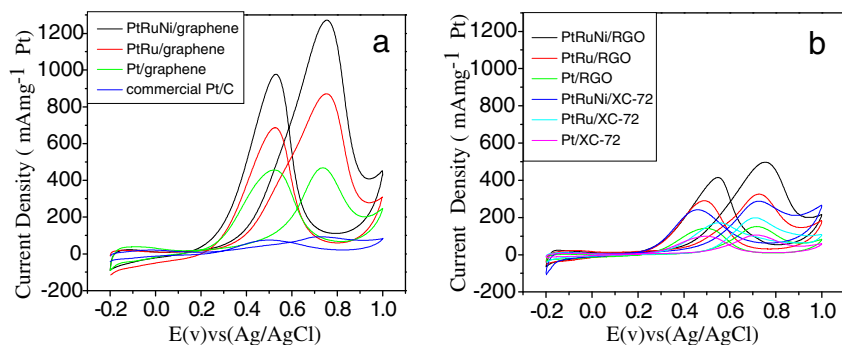 a
PtRuNi/graphene
PtRu/graphene
Pt/graphene
commercial Pt/C
Current Density ( mAmg⁻¹ Pt)
1200
1000
800
600
400
200
0
-200
-0.2 0.0 0.2 0.4 0.6 0.8 1.0
E(v)vs(Ag/AgCl)
b
PtRuNi/RGO
PtRu/RGO
Pt/RGO
PtRuNi/XC-72
PtRu/XC-72
Pt/XC-72
Current Density ( mAmg⁻¹ Pt)
1200
1000
800
600
400
200
0
-200
-0.2 0.0 0.2 0.4 0.6 0.8 1.0
E(v)vs(Ag/AgCl)